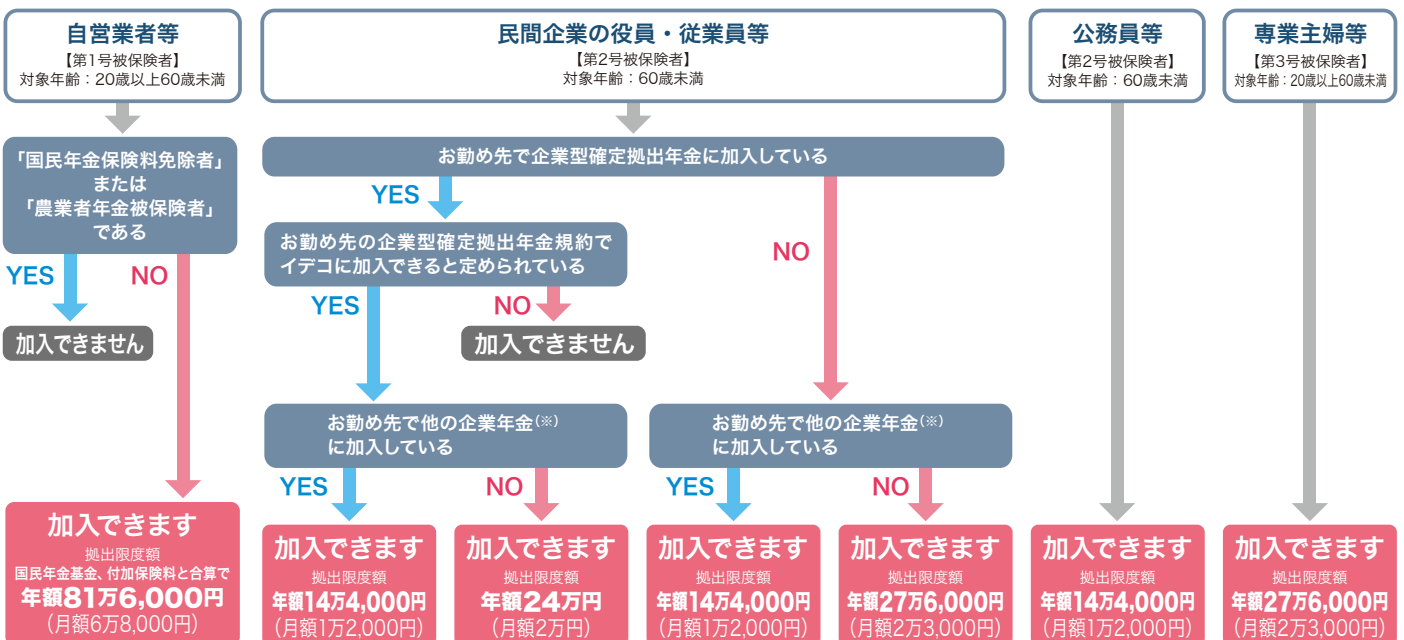 自営業者等
【第1号被保険者】
対象年齢：20歳以上60歳未満
民間企業の役員・従業員等
【第2号被保険者】
対象年齢：60歳未満
公務員等
【第2号被保険者】
対象年齢：60歳未満
専業主婦等
【第3号被保険者】
対象年齢：20歳以上60歳未満
「国民年金保険料免除者」
または
「農業者年金被保険者」
である
YES
NO
加入できません
お勤め先で企業型確定拠出年金に加入している
YES
NO
お勤め先の企業型確定拠出年金規約で
イデコに加入できると定められている
YES
NO
加入できません
お勤め先で他の企業年金(※)
に加入している
YES
NO
お勤め先で他の企業年金(※)
に加入している
YES
NO
加入できます
拠出限度額
国民年金基金、付加保険料と合算で
年額81万6,000円
（月額6万8,000円）
加入できます
拠出限度額
年額14万4,000円
（月額1万2,000円）
加入できます
拠出限度額
年額24万円
（月額2万円）
加入できます
拠出限度額
年額14万4,000円
（月額1万2,000円）
加入できます
拠出限度額
年額27万6,000円
（月額2万3,000円）
加入できます
拠出限度額
年額14万4,000円
（月額1万2,000円）
加入できます
拠出限度額
年額27万6,000円
（月額2万3,000円）